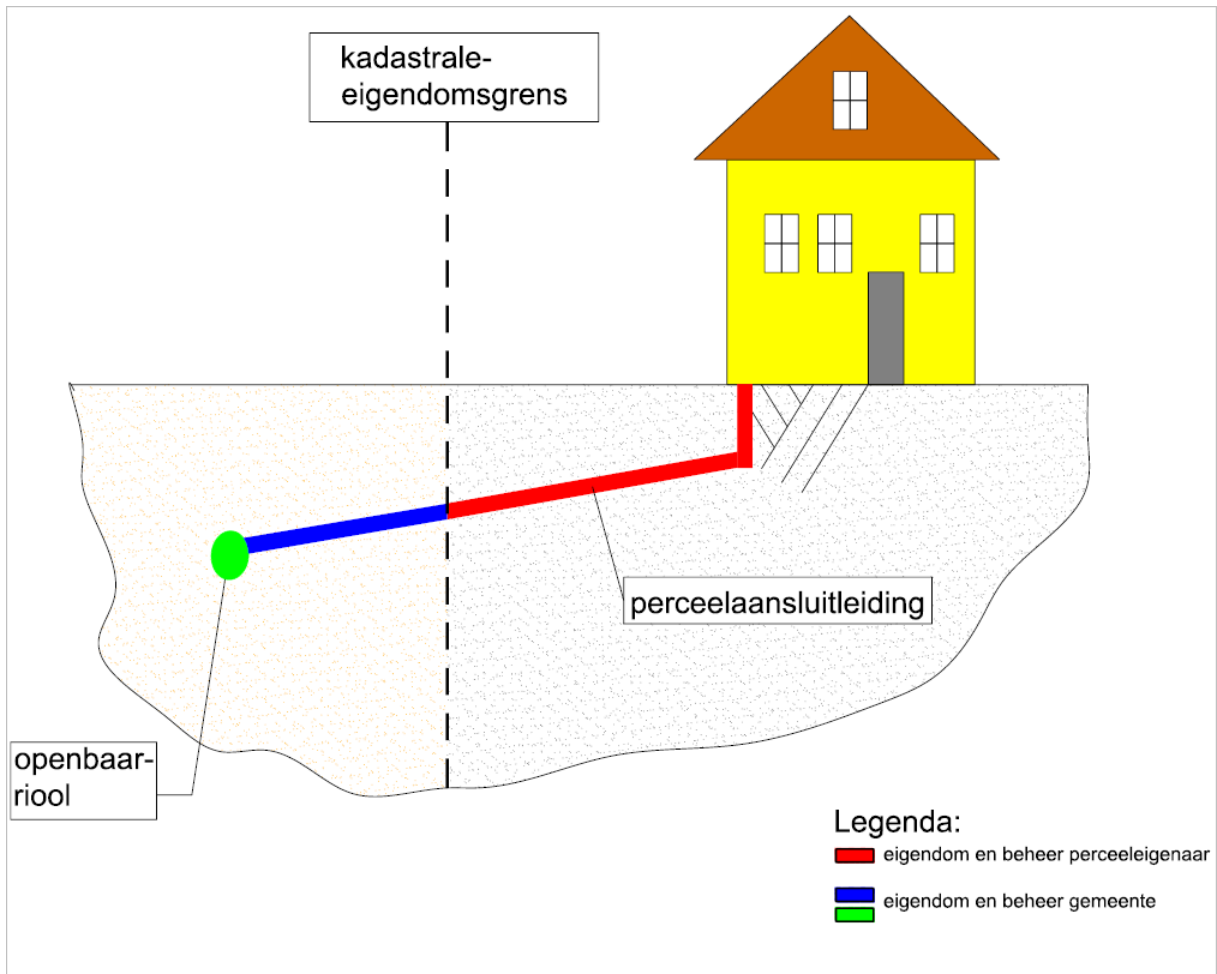 kadastrale-
eigendomsgrens
perceelaansluitleiding
openbaar-
riool
Legenda:
eigendom en beheer perceeleigenaar
eigendom en beheer gemeente